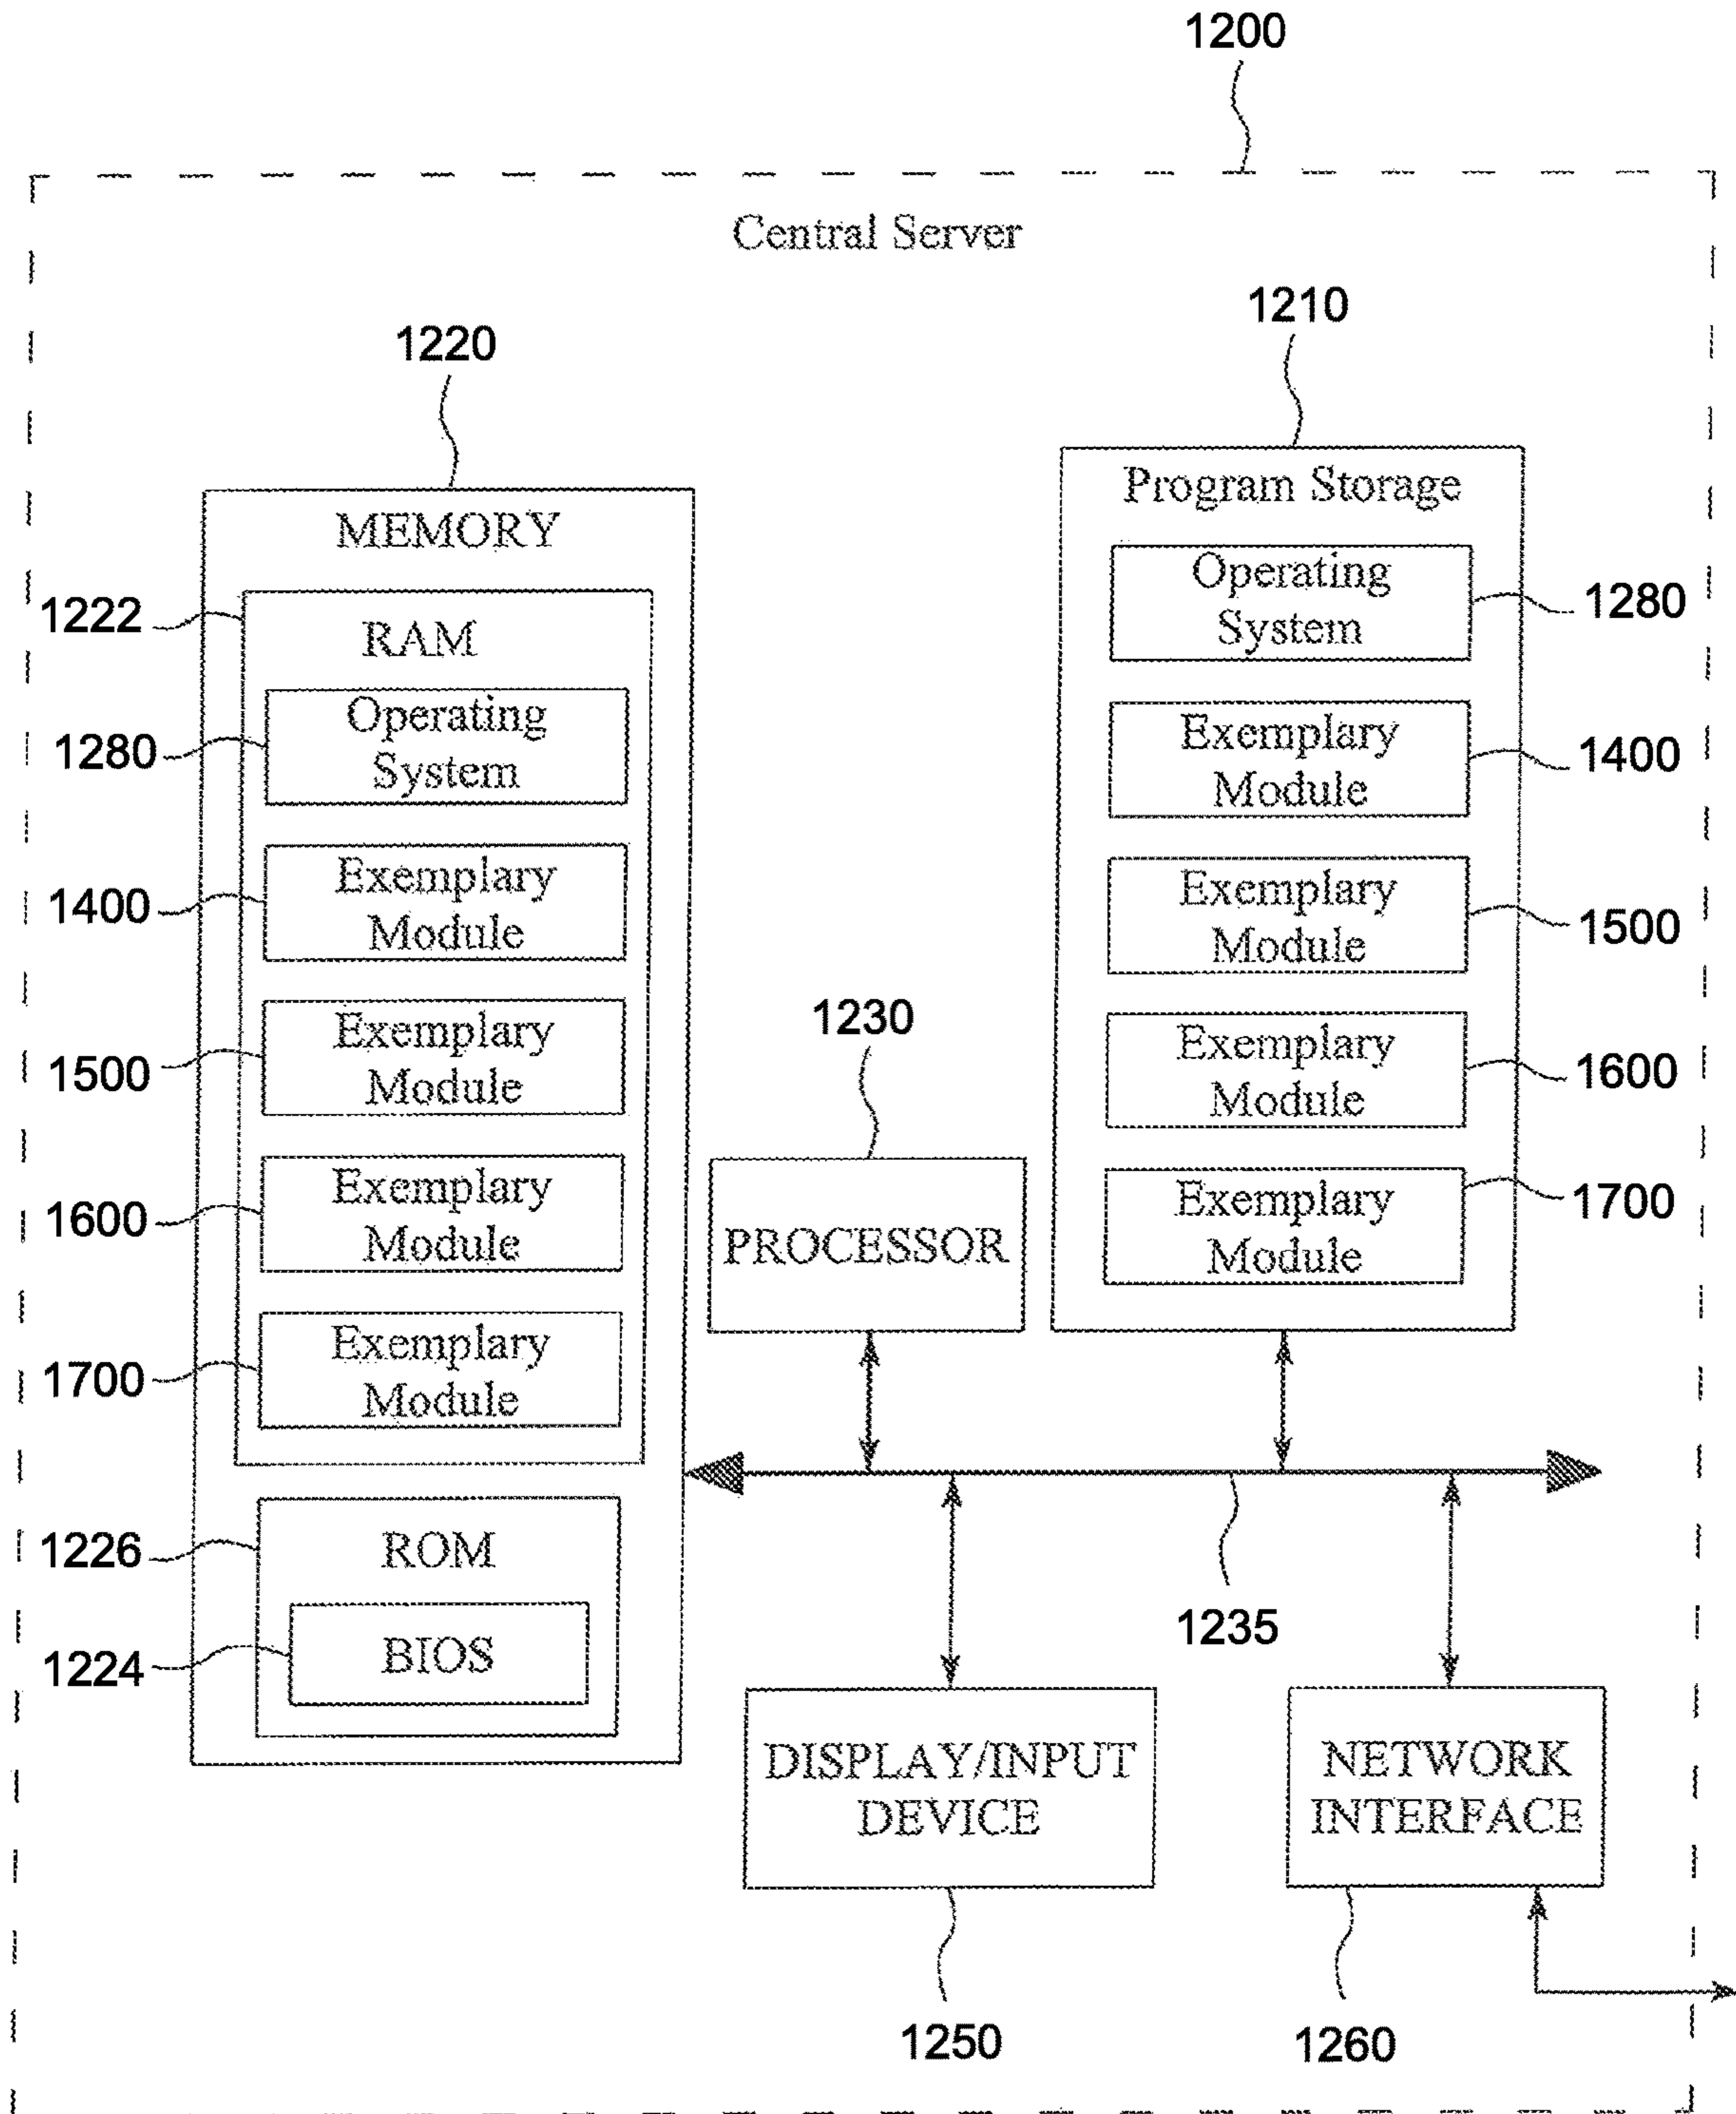 1200
Central Server
1220
MEMORY
1222
RAM
1280
Operating
System
1400
Exemplary
Module
1500
Exemplary
Module
1600
Exemplary
Module
1700
Exemplary
Module
1226
ROM
1224
BIOS
1210
Program Storage
Operating
System
1280
Exemplary
Module
1400
Exemplary
Module
1500
Exemplary
Module
1600
Exemplary
Module
1700
1230
PROCESSOR
1235
DISPLAY/INPUT
DEVICE
1250
NETWORK
INTERFACE
1260